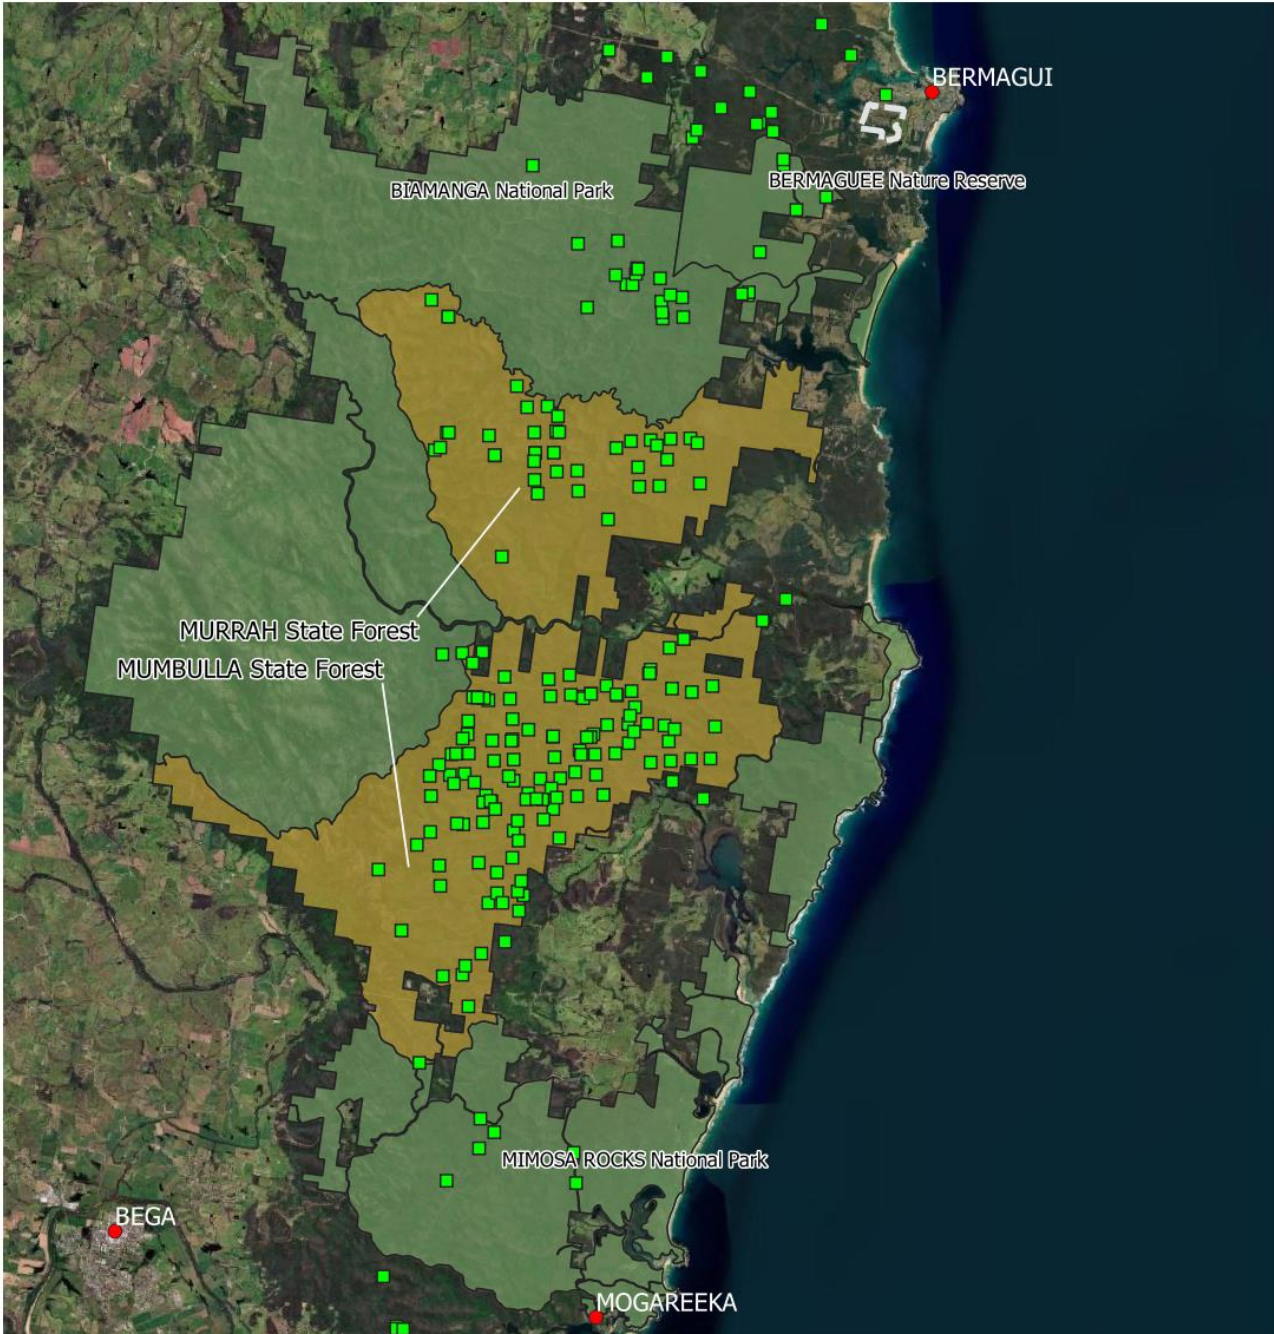 BERMAGUI
BERMAGUEE Nature Reserve
BIAMANGA National Park
MURRAH State Forest
MUMBULLA State Forest
MIMOSA ROCKS National Park
BEGA
MOGAREEKA